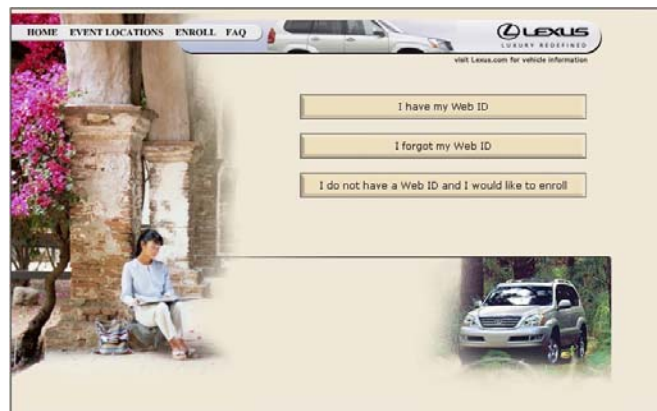 HOME EVENT LOCATIONS ENROLL FAQ
LEXUS
LUXURY REDEFINED
visit Lexus.com for vehicle information
I have my Web ID
I forgot my Web ID
I do not have a Web ID and I would like to enroll